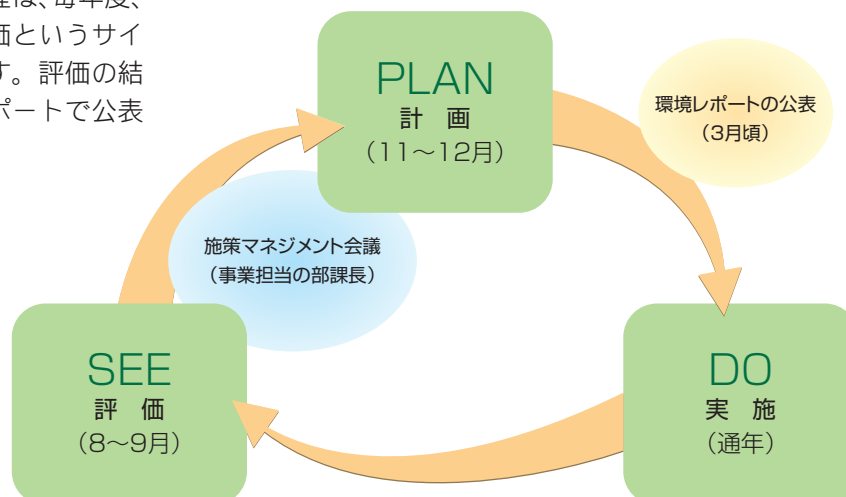 理は、毎年度、
価というサイ
す。評価の結
ポートで公表
PLAN
計　画
（11～12月）
環境レポートの公表
（3月頃）
施策マネジメント会議
（事業担当の部課長）
SEE
評　価
（8～9月）
DO
実　施
（通年）